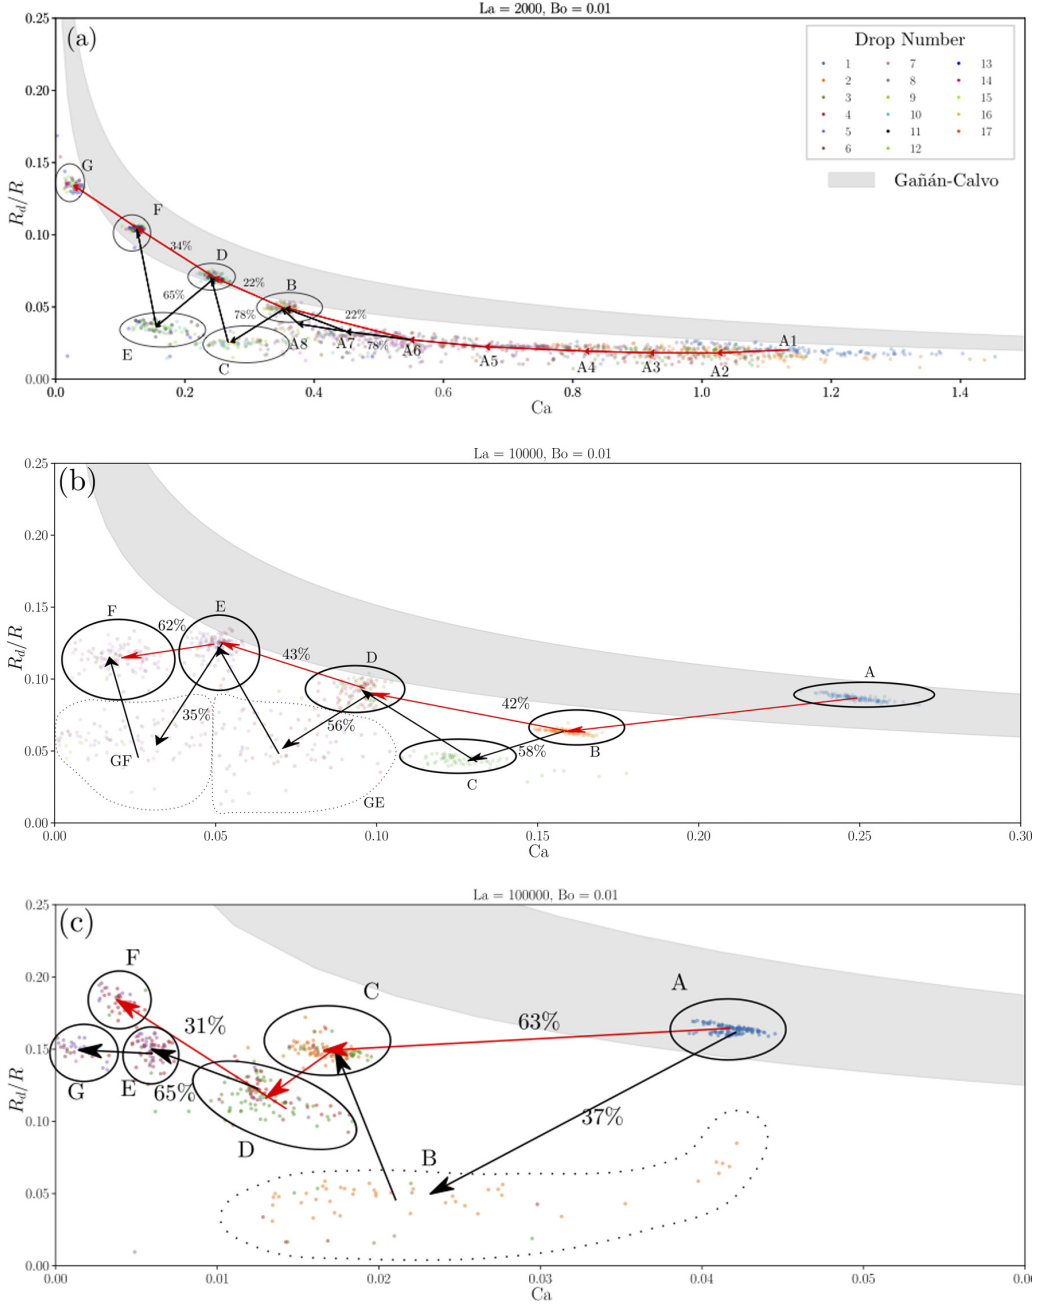 La = 2000, Bo = 0.01
(a)
Drop Number
1 7 13
2 8 14
3 9 15
4 10 16
5 11 17
6 12
Gañán-Calvo
0.25
0.20
0.15
0.10
0.05
0.00
R_d/R
G
F
34%
D
22%
65%
B
78%
22%
E
C
A8
A7
78%
A6
A5
A4
A3
A2
A1
0.0 0.2 0.4 0.6 0.8 1.0 1.2 1.4
Ca
La = 10000, Bo = 0.01
(b)
0.25
0.20
0.15
0.10
0.05
0.00
R_d/R
F
62%
E
43%
D
42%
A
35%
56%
58%
B
GF
C
GE
0.00 0.05 0.10 0.15 0.20 0.25 0.30
Ca
La = 100000, Bo = 0.01
(c)
0.25
0.20
0.15
0.10
0.05
0.00
R_d/R
F
C
A
31%
63%
G
E
65%
D
37%
B
0.00 0.01 0.02 0.03 0.04 0.05 0.0
Ca